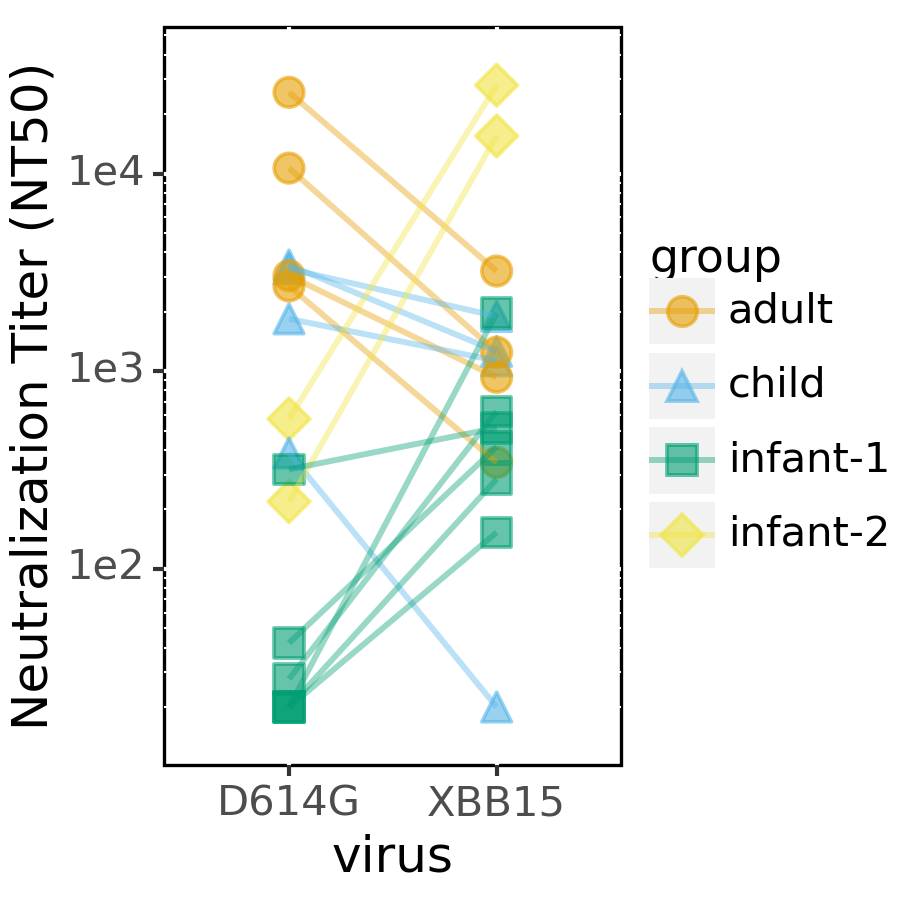 Neutralization Titer (NT50)
1e4
1e3
1e2
D614G XBB15
virus
group
adult
child
infant-1
infant-2